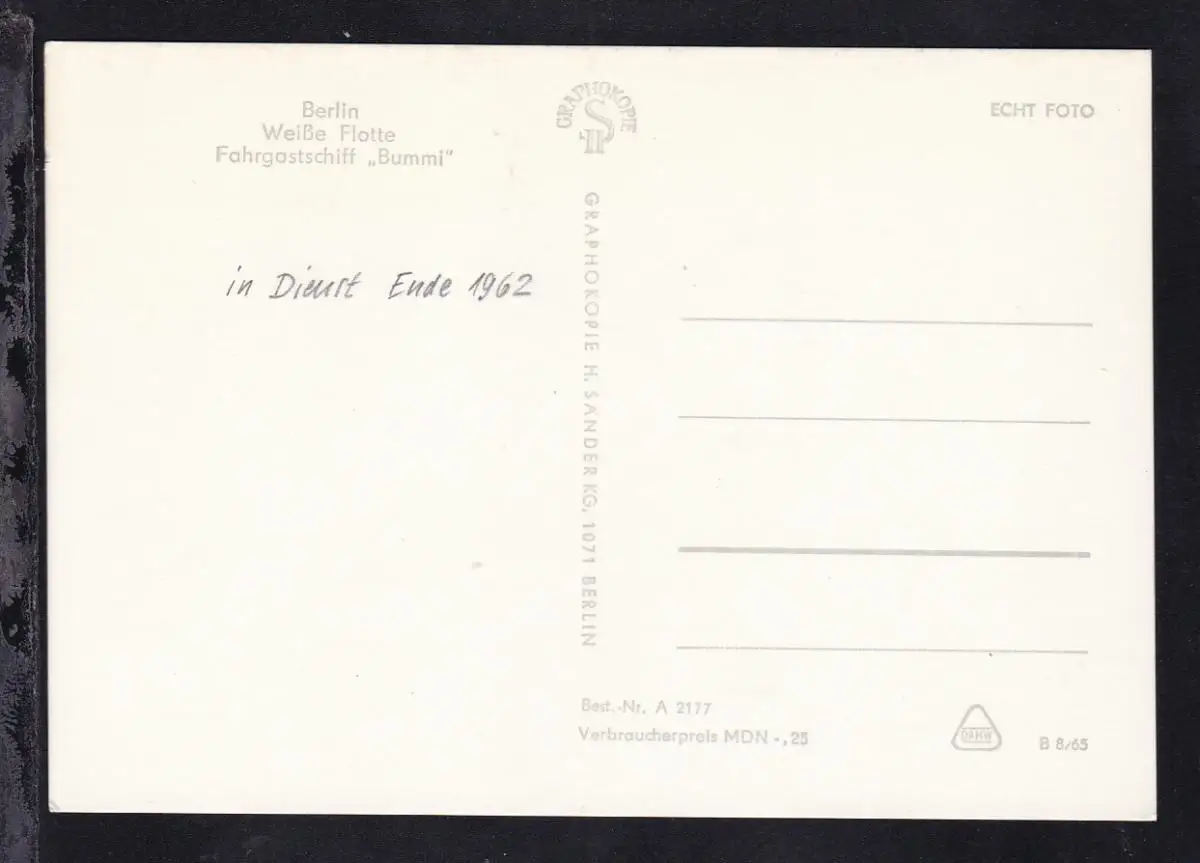 Berlin
Weiße Flotte
Fahrgastschiff „Bummi"
in Dienst Ende 1962
GRAPHOKOPIE
GRAPHOKOPIE H. SANDER KG, 1071 BERLIN
ECHT FOTO
Best.-Nr. A 2177
Verbraucherpreis MDN -,25
DAHW
B 8/65